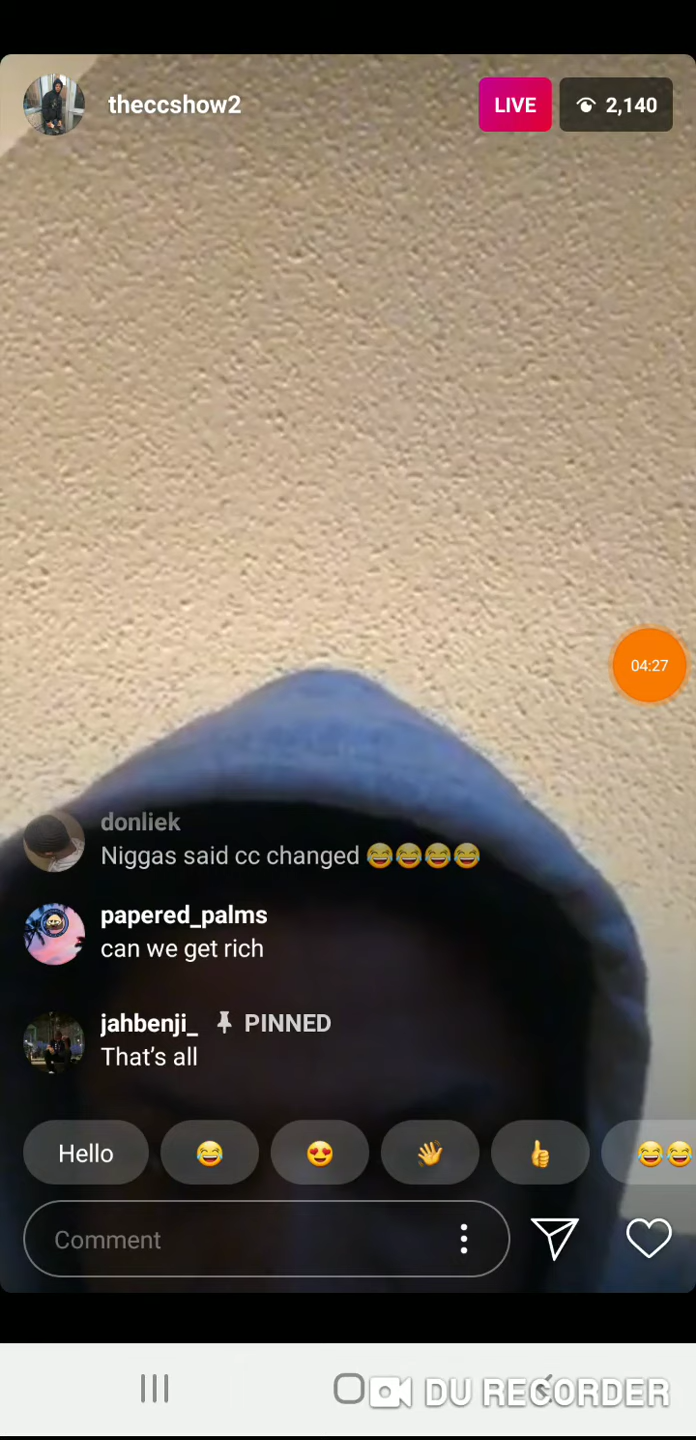 theccshow2
LIVE
2,140
04:27
donliek
Niggas said cc changed 😂😂😂😂
papered_palms
can we get rich
jahbenji_ PINNED
That's all
Hello 😂 😍 👋 👍 😂😂
Comment
DU RECORDER